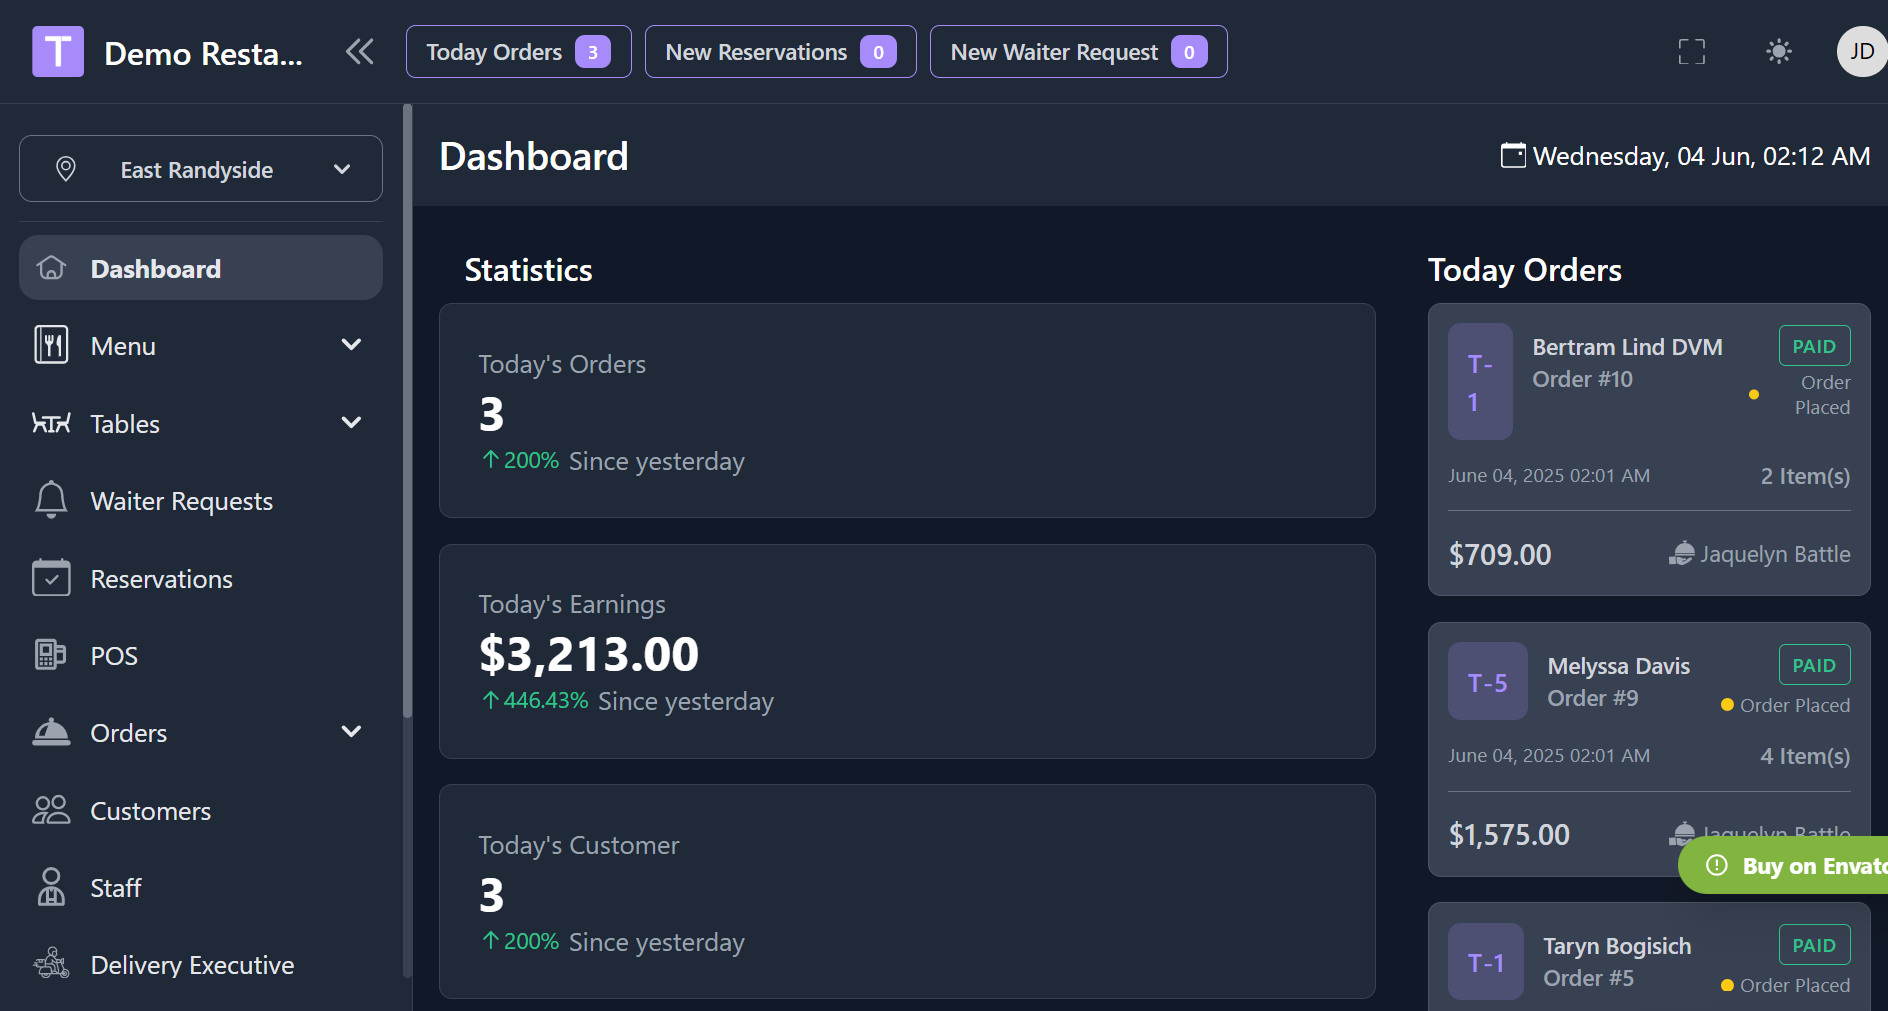 T Demo Resta...
Today Orders 3
New Reservations 0
New Waiter Request 0
JD
East Randyside
Dashboard
Menu
Tables
Waiter Requests
Reservations
POS
Orders
Customers
Staff
Delivery Executive
Dashboard
Wednesday, 04 Jun, 02:12 AM
Statistics
Today's Orders
3
200% Since yesterday
Today's Earnings
$3,213.00
446.43% Since yesterday
Today's Customer
3
200% Since yesterday
Today Orders
T-
1
Bertram Lind DVM
Order #10
PAID
Order
Placed
June 04, 2025 02:01 AM
2 Item(s)
$709.00
Jaquelyn Battle
T-5
Melyssa Davis
Order #9
PAID
Order Placed
June 04, 2025 02:01 AM
4 Item(s)
$1,575.00
Jaquelyn Battle
Buy on Envato
T-1
Taryn Bogisich
Order #5
PAID
Order Placed